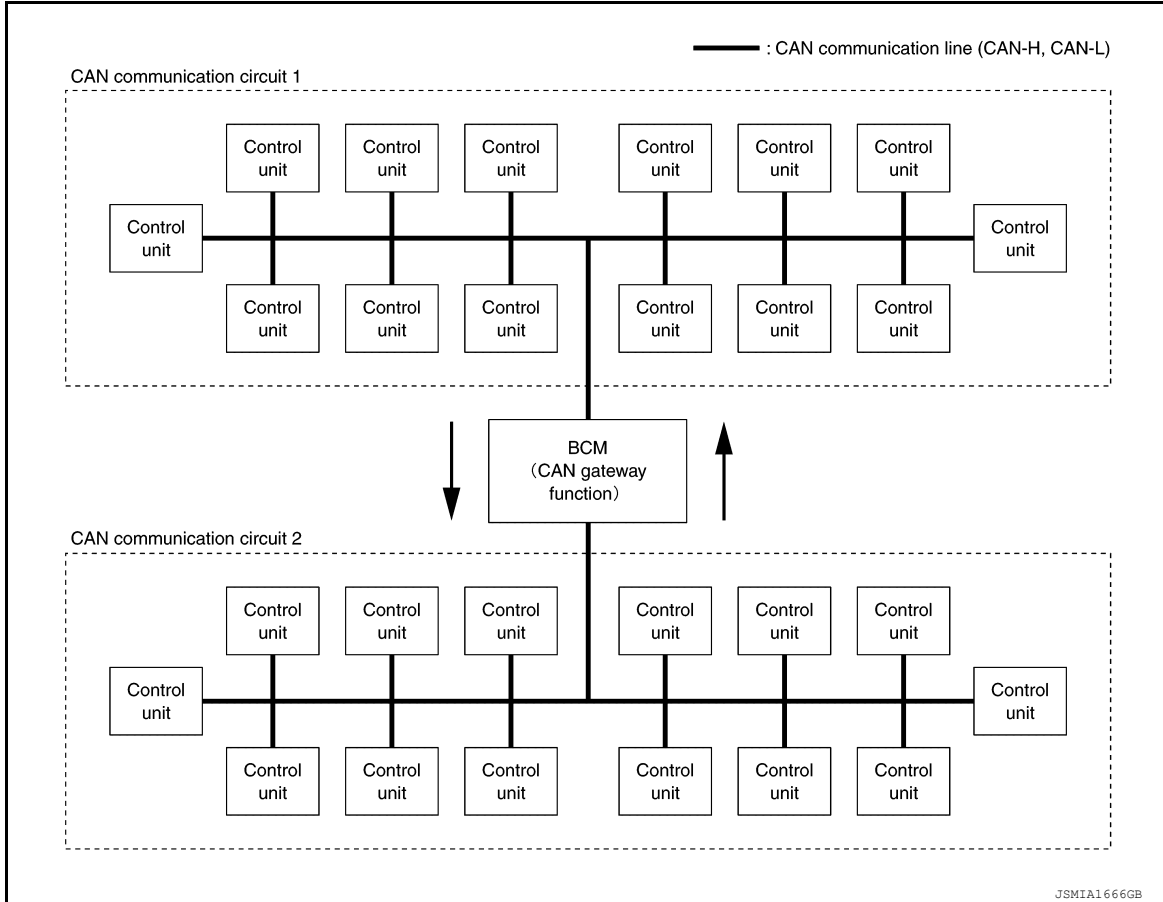 : CAN communication line (CAN-H, CAN-L)
CAN communication circuit 1
Control
unit
Control
unit
Control
unit
Control
unit
Control
unit
Control
unit
Control
unit
Control
unit
Control
unit
Control
unit
Control
unit
Control
unit
Control
unit
Control
unit
BCM
（CAN gateway
function）
CAN communication circuit 2
Control
unit
Control
unit
Control
unit
Control
unit
Control
unit
Control
unit
Control
unit
Control
unit
Control
unit
Control
unit
Control
unit
Control
unit
Control
unit
Control
unit
JSMIA1666GB